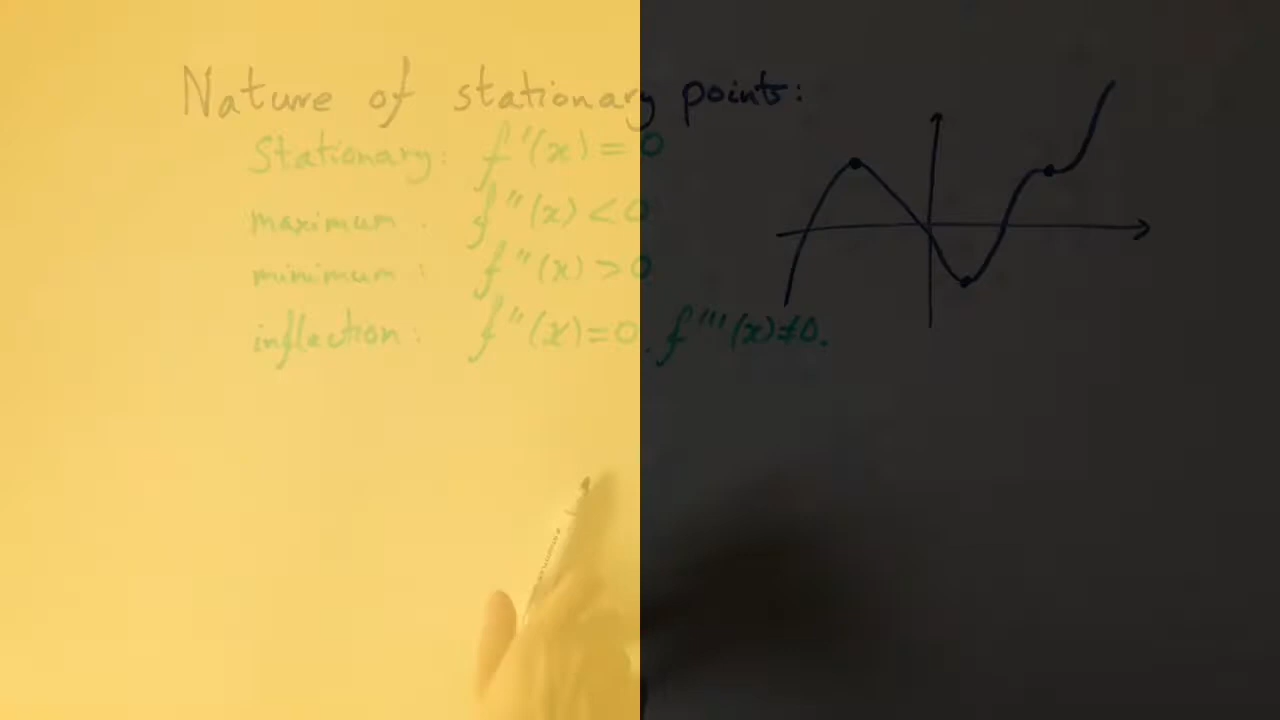 Nature of stationary points:
Stationary: f'(x) = 0
maximum : f''(x) < 0
minimum : f''(x) > 0
inflection: f''(x) = 0, f'''(x) ≠ 0.